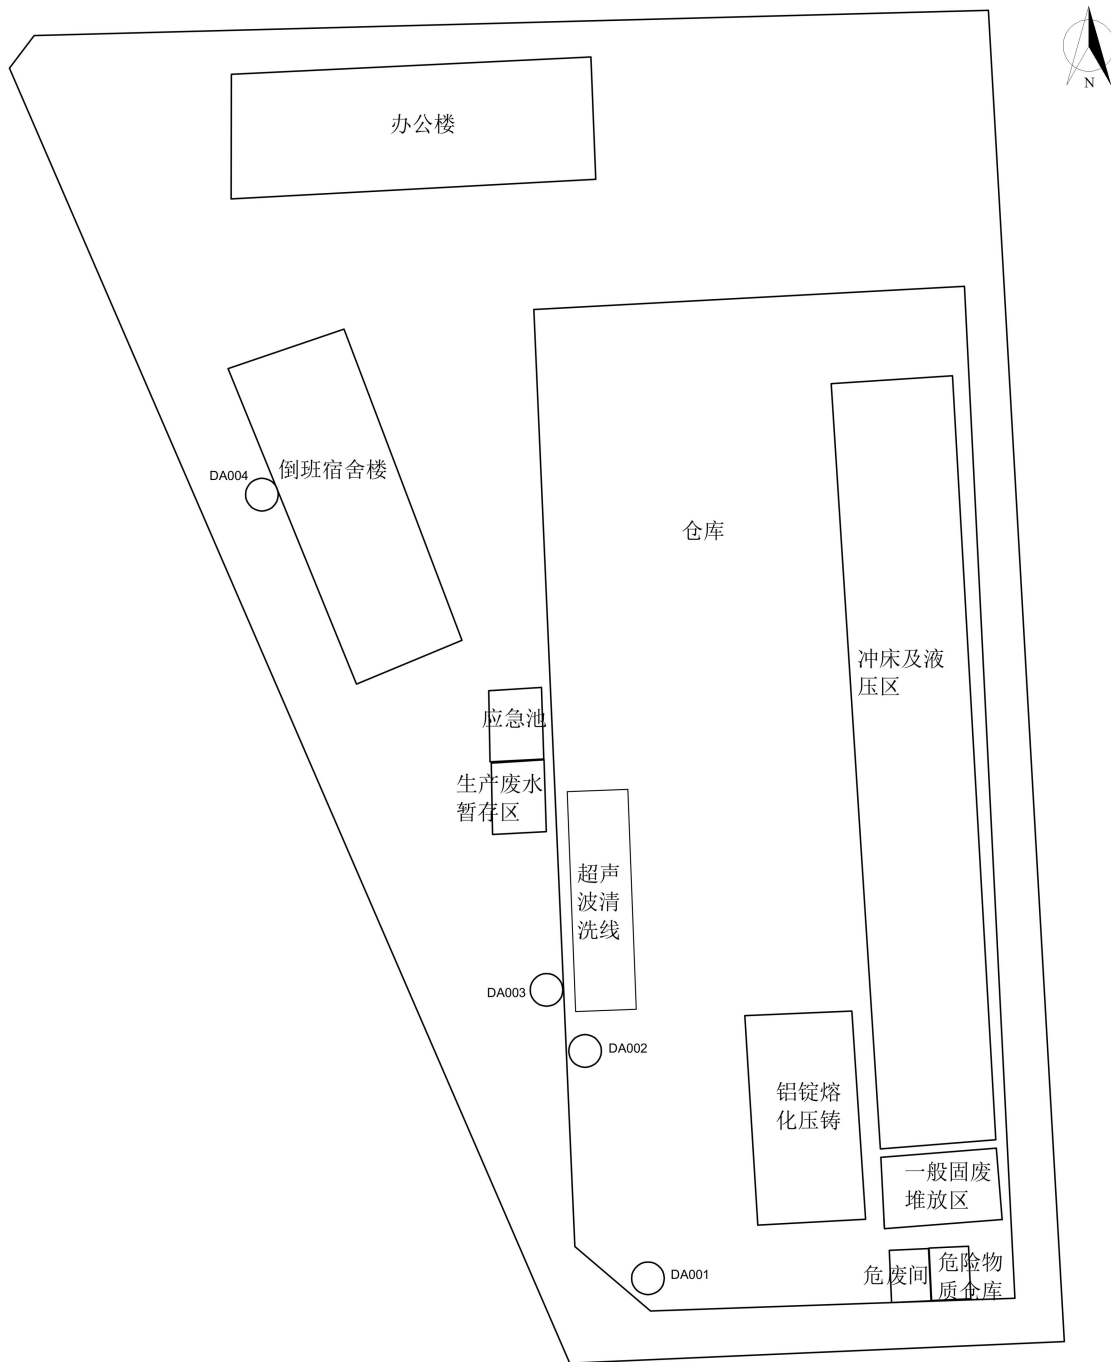 N
办公楼
DA004
倒班宿舍楼
仓库
冲床及液
压区
应急池
生产废水
暂存区
超声
波清
洗线
DA003
DA002
铝锭熔
化压铸
一般固废
堆放区
DA001
危废间
危险物
质仓库